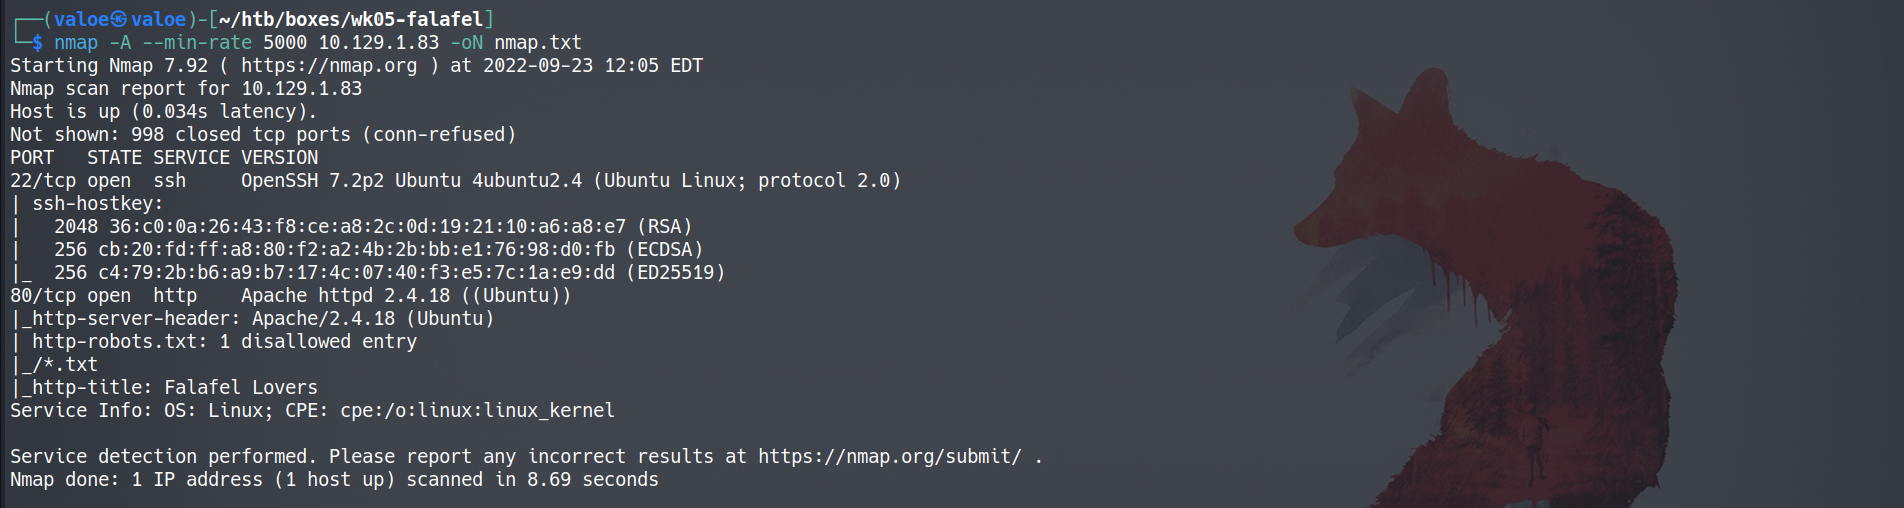 ┌──(valoe㉿valoe)-[~/htb/boxes/wk05-falafel]
└─$ nmap -A --min-rate 5000 10.129.1.83 -oN nmap.txt
Starting Nmap 7.92 ( https://nmap.org ) at 2022-09-23 12:05 EDT
Nmap scan report for 10.129.1.83
Host is up (0.034s latency).
Not shown: 998 closed tcp ports (conn-refused)
PORT   STATE SERVICE VERSION
22/tcp open  ssh     OpenSSH 7.2p2 Ubuntu 4ubuntu2.4 (Ubuntu Linux; protocol 2.0)
| ssh-hostkey:
|   2048 36:c0:0a:26:43:f8:ce:a8:2c:0d:19:21:10:a6:a8:e7 (RSA)
|   256 cb:20:fd:ff:a8:80:f2:a2:4b:2b:bb:e1:76:98:d0:fb (ECDSA)
|_  256 c4:79:2b:b6:a9:b7:17:4c:07:40:f3:e5:7c:1a:e9:dd (ED25519)
80/tcp open  http    Apache httpd 2.4.18 ((Ubuntu))
|_http-server-header: Apache/2.4.18 (Ubuntu)
| http-robots.txt: 1 disallowed entry
|_/*.txt
|_http-title: Falafel Lovers
Service Info: OS: Linux; CPE: cpe:/o:linux:linux_kernel

Service detection performed. Please report any incorrect results at https://nmap.org/submit/ .
Nmap done: 1 IP address (1 host up) scanned in 8.69 seconds